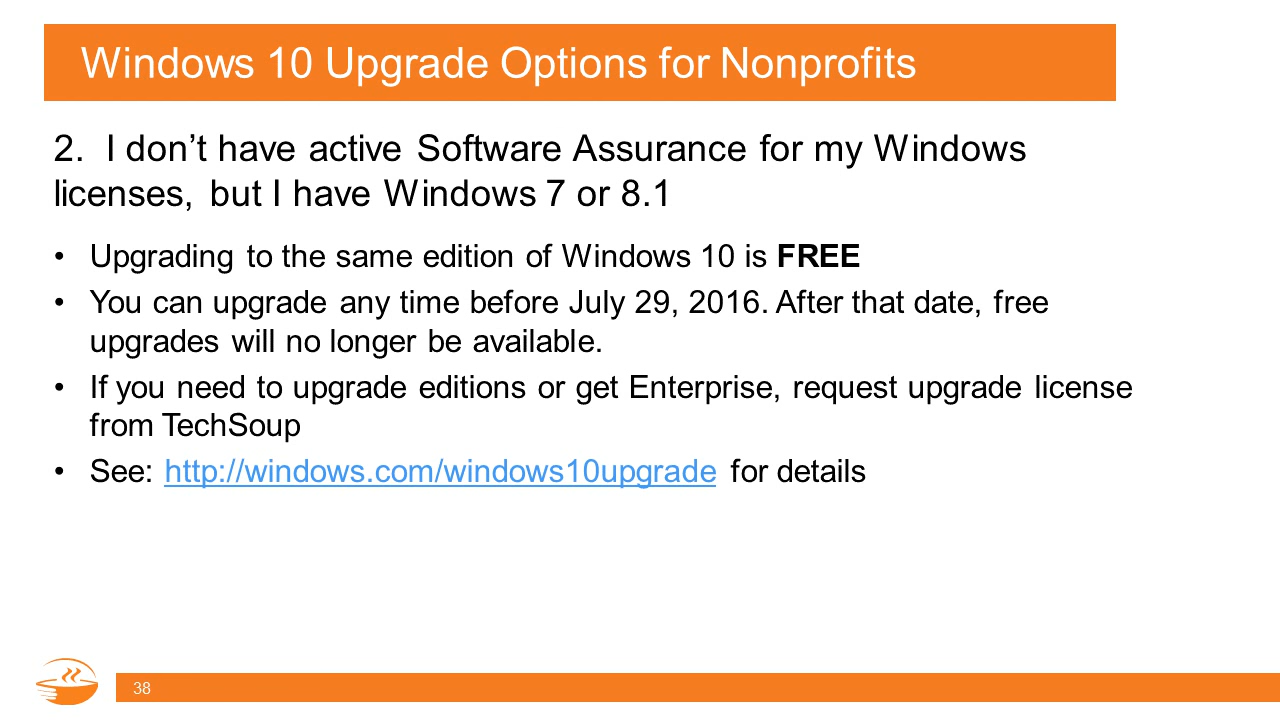 Windows 10 Upgrade Options for Nonprofits
2. I don’t have active Software Assurance for my Windows
licenses, but I have Windows 7 or 8.1
• Upgrading to the same edition of Windows 10 is FREE
• You can upgrade any time before July 29, 2016. After that date, free
upgrades will no longer be available.
• If you need to upgrade editions or get Enterprise, request upgrade license
from TechSoup
• See: http://windows.com/windows10upgrade for details
38